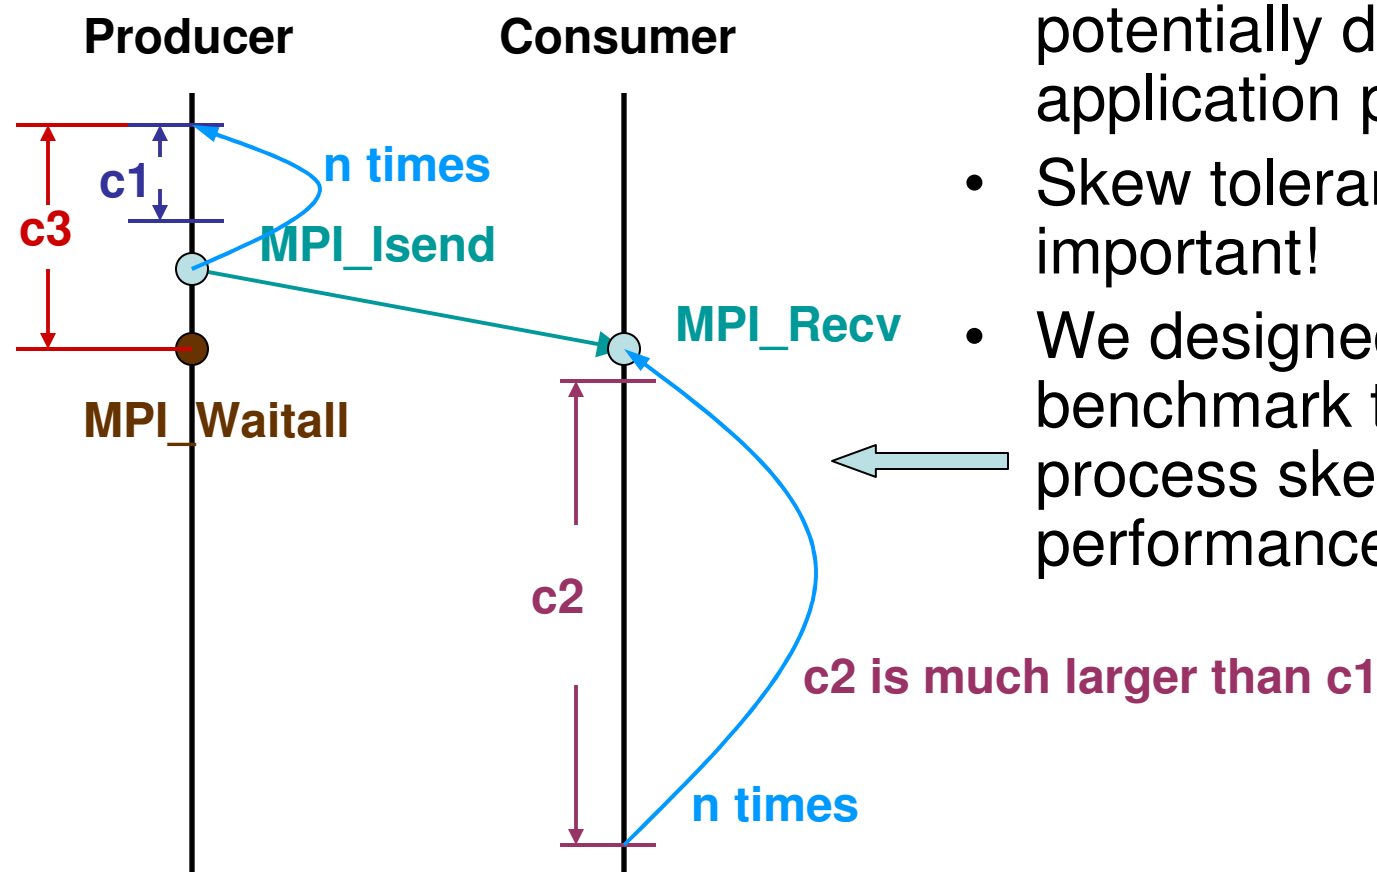 Producer
Consumer
n times
c1
c3
MPI_Isend
MPI_Recv
MPI_Waitall
c2
c2 is much larger than c1
n times
potentially
application
•
important!
• We
benchmark
process
performance